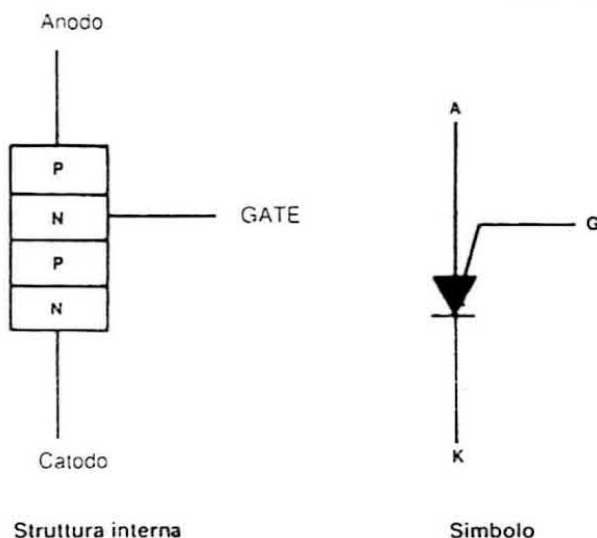 Anodo
P
N
GATE
P
N
Catodo
Struttura interna
A
G
K
Simbolo